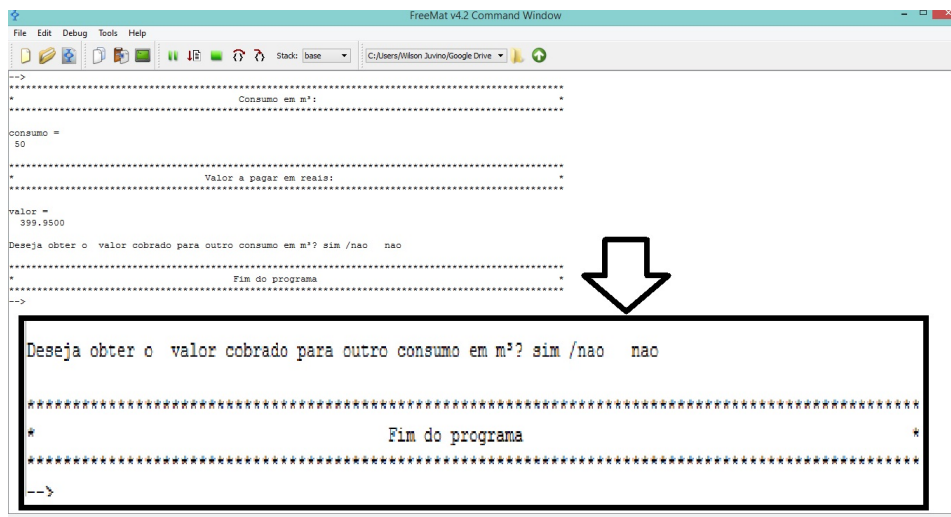 FreeMat v4.2 Command Window
File Edit Debug Tools Help
Stack: base C:/Users/Wilson Juvino/Google Drive
-->
************************************************************************************
* Consumo em m³: *
************************************************************************************
consumo =
50
************************************************************************************
* Valor a pagar em reais: *
************************************************************************************
valor =
399.9500
Deseja obter o  valor cobrado para outro consumo em m³? sim /nao   nao
************************************************************************************
* Fim do programa *
************************************************************************************
-->
Deseja obter o  valor cobrado para outro consumo em m³? sim /nao   nao
************************************************************************************
* Fim do programa *
************************************************************************************
-->